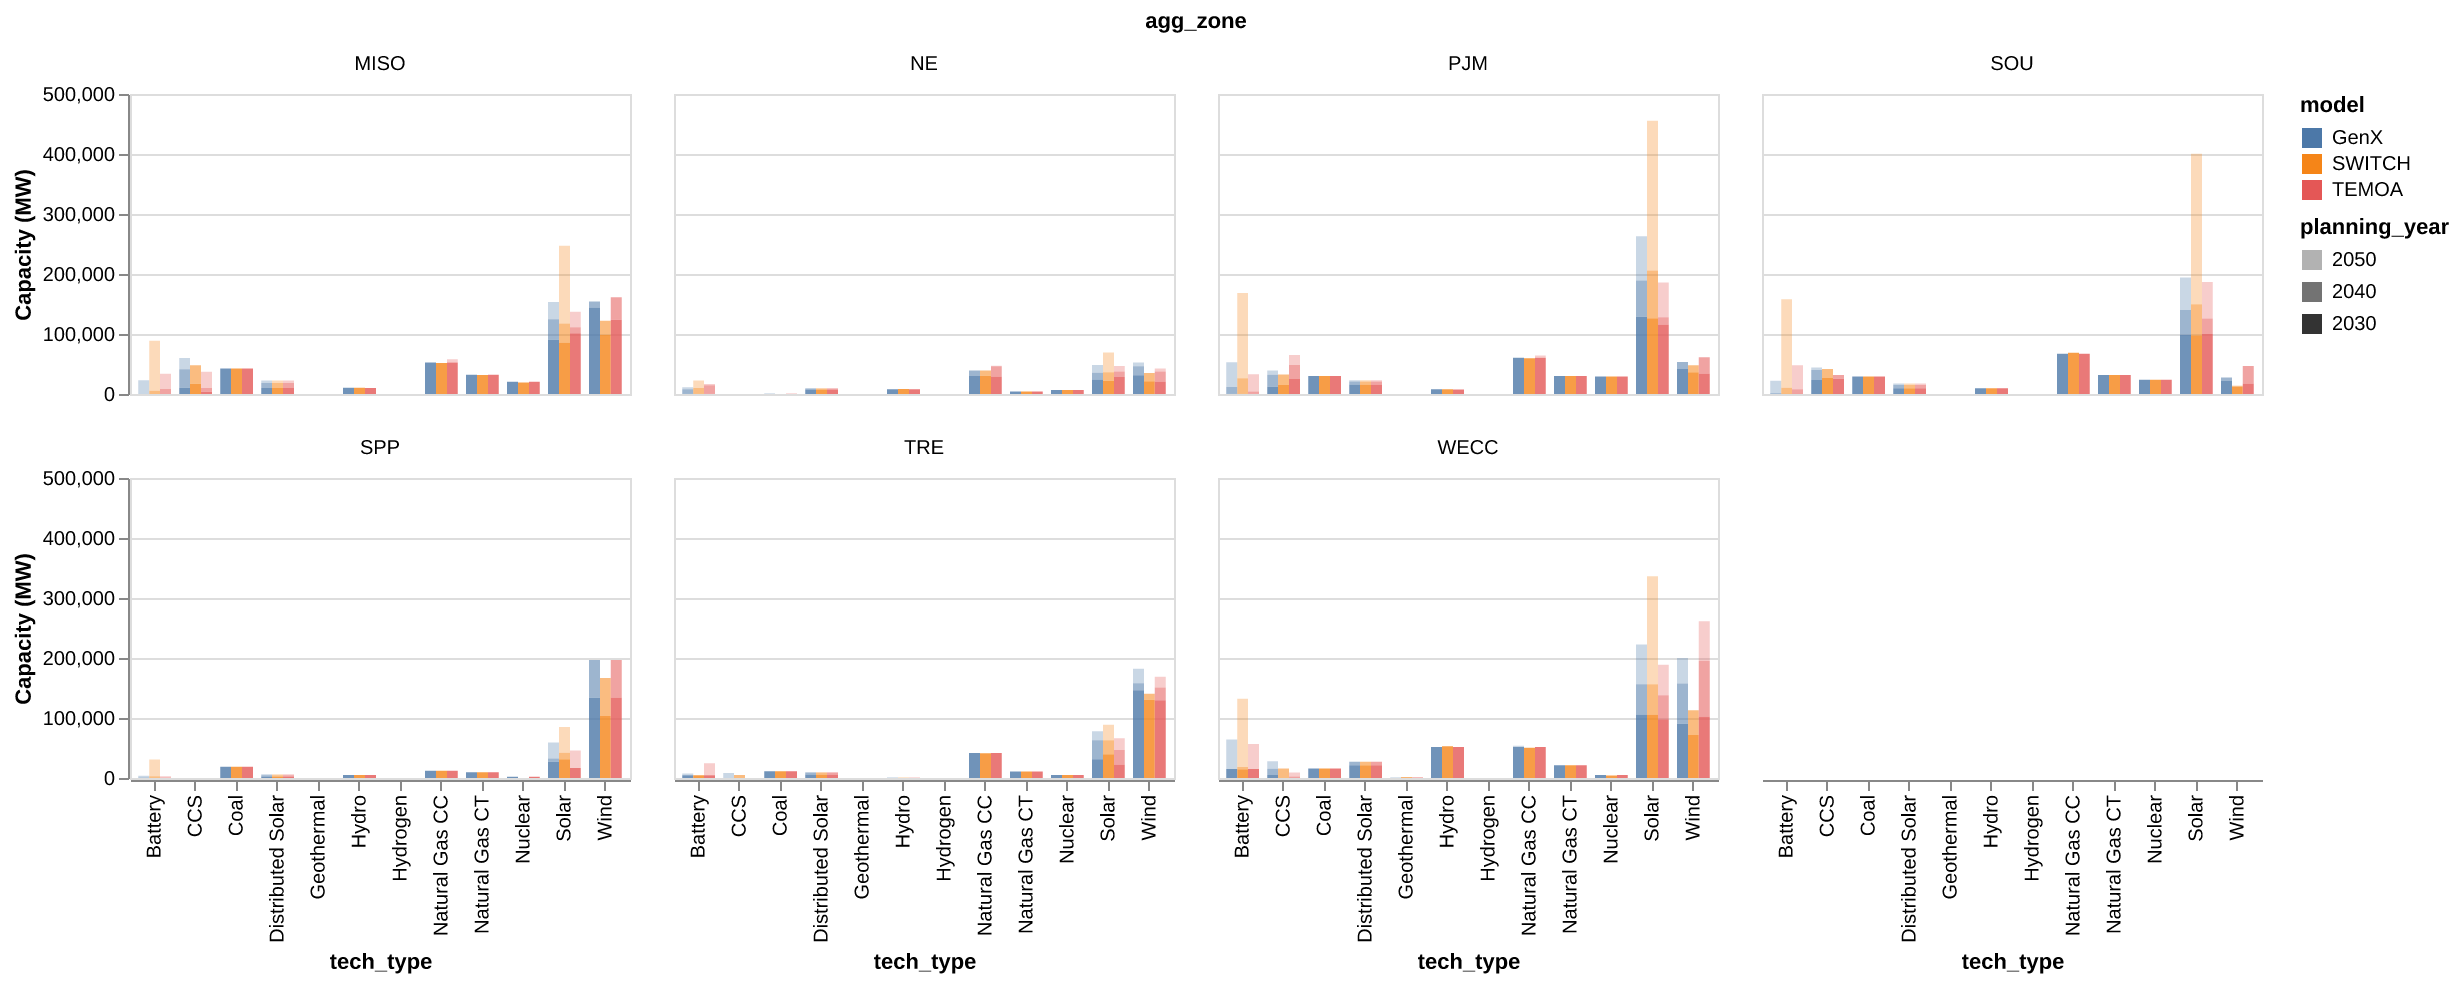 agg_zone
MISO
NE
PJM
SOU
500,000
400,000
300,000
200,000
100,000
0
Capacity (MW)
model
GenX
SWITCH
TEMOA
planning_year
2050
2040
2030
SPP
TRE
WECC
500,000
400,000
300,000
200,000
100,000
0
Capacity (MW)
Battery
CCS
Coal
Distributed Solar
Geothermal
Hydro
Hydrogen
Natural Gas CC
Natural Gas CT
Nuclear
Solar
Wind
tech_type
Battery
CCS
Coal
Distributed Solar
Geothermal
Hydro
Hydrogen
Natural Gas CC
Natural Gas CT
Nuclear
Solar
Wind
tech_type
Battery
CCS
Coal
Distributed Solar
Geothermal
Hydro
Hydrogen
Natural Gas CC
Natural Gas CT
Nuclear
Solar
Wind
tech_type
Battery
CCS
Coal
Distributed Solar
Geothermal
Hydro
Hydrogen
Natural Gas CC
Natural Gas CT
Nuclear
Solar
Wind
tech_type